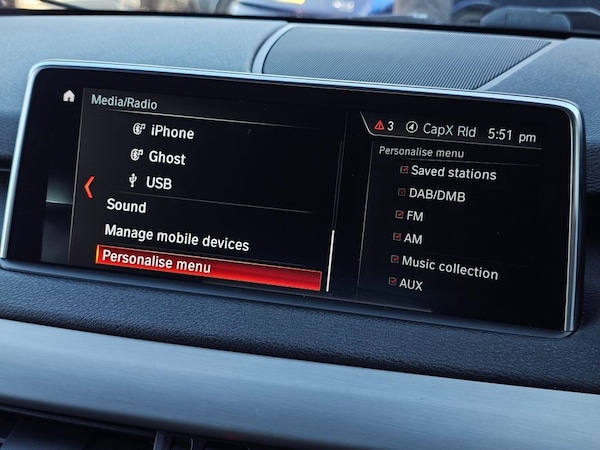 Media/Radio
iPhone
Ghost
USB
Sound
Manage mobile devices
Personalise menu
3 CapX Rld 5:51 pm
Personalise menu
Saved stations
DAB/DMB
FM
AM
Music collection
AUX